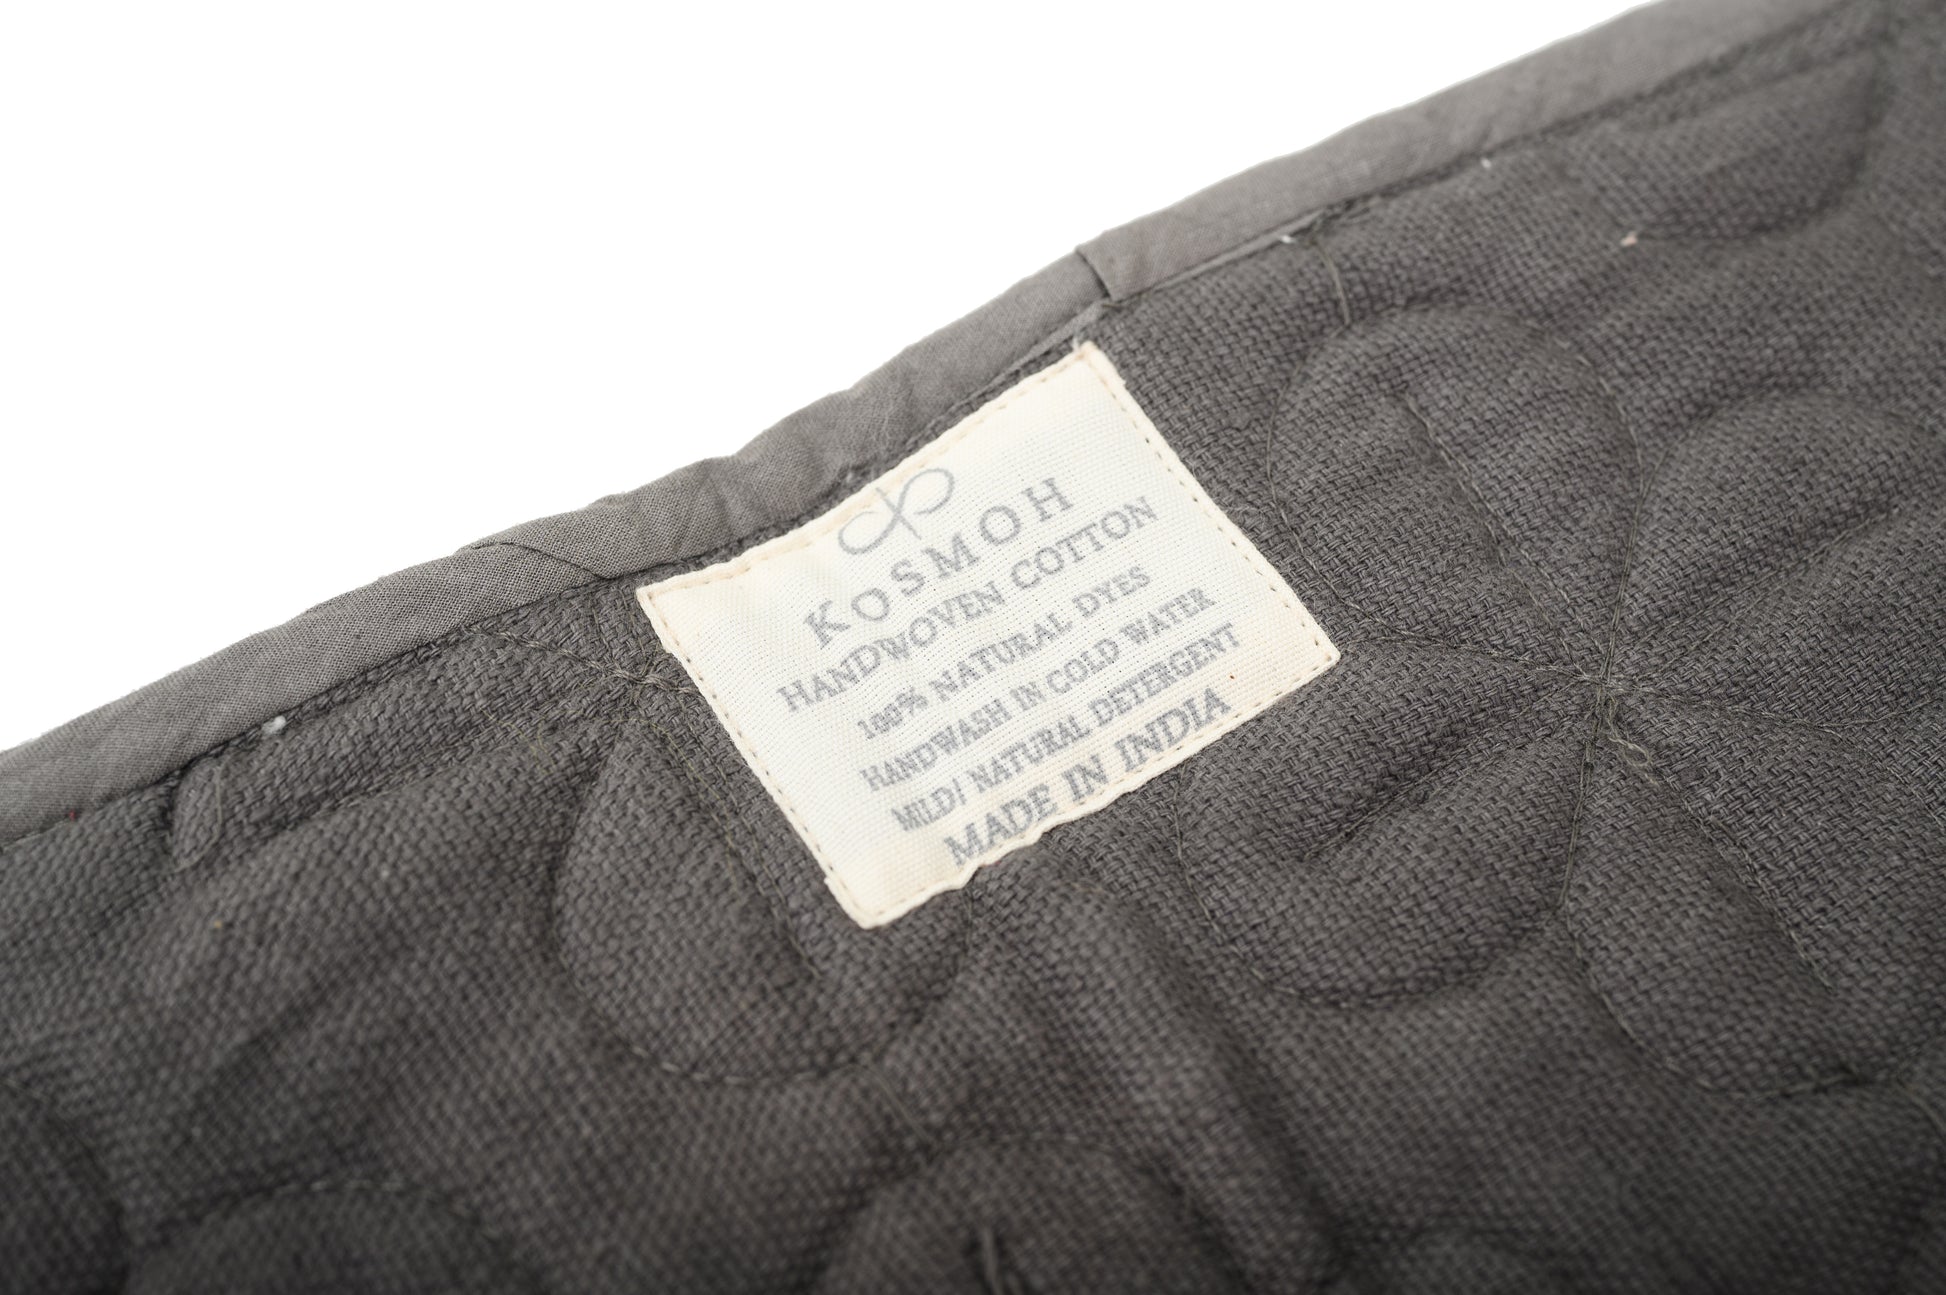 KOSMOH
HANDWOVEN COTTON
100% NATURAL DYES
HANDWASH IN COLD WATER
MILD/ NATURAL DETERGENT
MADE IN INDIA